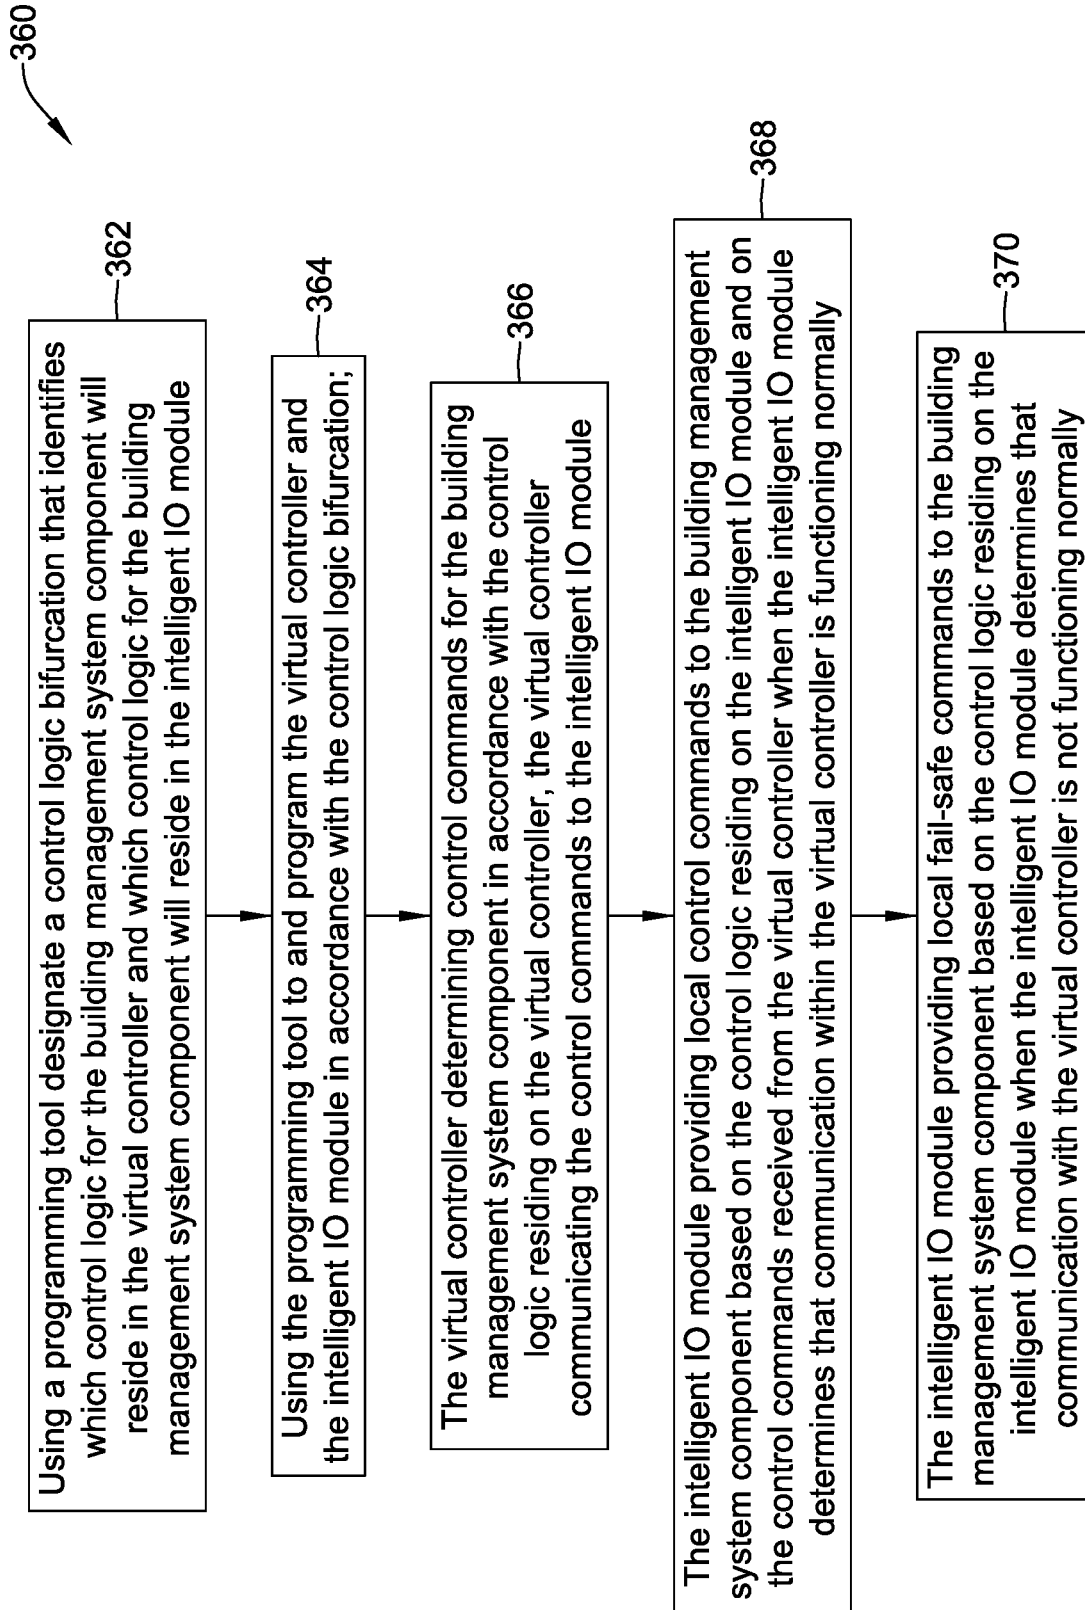 360
Using a programming tool designate a control logic bifurcation that identifies
which control logic for the building management system component will
reside in the virtual controller and which control logic for the building
management system component will reside in the intelligent IO module
362
Using the programming tool to and program the virtual controller and
the intelligent IO module in accordance with the control logic bifurcation;
364
The virtual controller determining control commands for the building
management system component in accordance with the control
logic residing on the virtual controller, the virtual controller
communicating the control commands to the intelligent IO module
366
The intelligent IO module providing local control commands to the building management
system component based on the control logic residing on the intelligent IO module and on
the control commands received from the virtual controller when the intelligent IO module
determines that communication within the virtual controller is functioning normally
368
The intelligent IO module providing local fail-safe commands to the building
management system component based on the control logic residing on the
intelligent IO module when the intelligent IO module determines that
communication with the virtual controller is not functioning normally
370